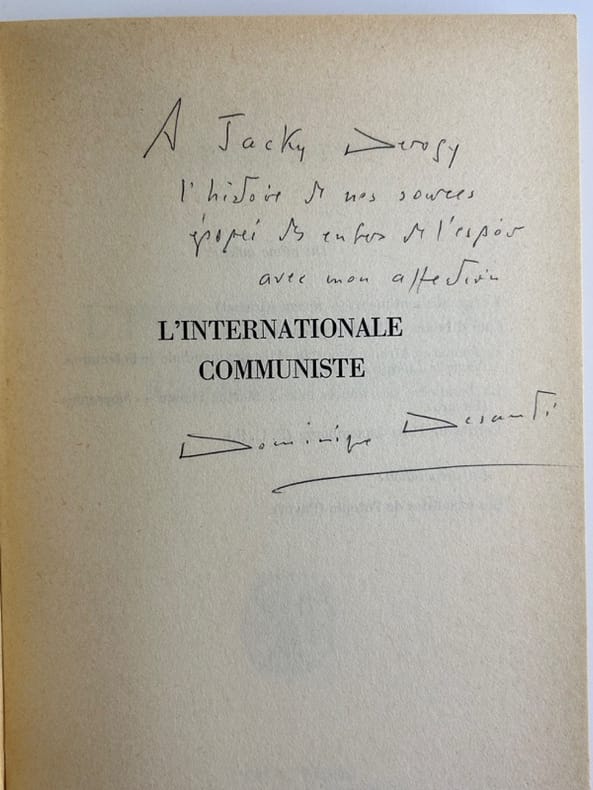 A Jacky Derogy
l'histoire de nos sources
épopée des enfers de l'espoir
avec mon affection
L'INTERNATIONALE
COMMUNISTE
Dominique Desanti